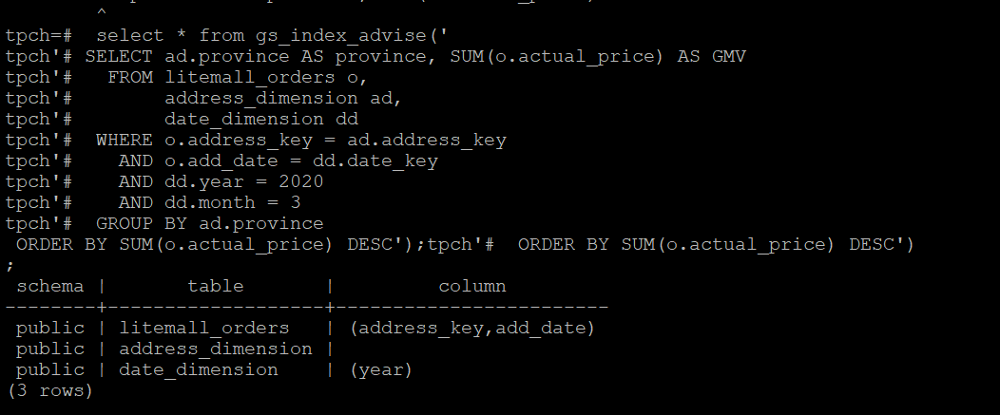 ^
tpch=#  select * from gs_index_advise('
tpch'# SELECT ad.province AS province, SUM(o.actual_price) AS GMV
tpch'#   FROM litemall_orders o,
tpch'#        address_dimension ad,
tpch'#        date_dimension dd
tpch'#  WHERE o.address_key = ad.address_key
tpch'#    AND o.add_date = dd.date_key
tpch'#    AND dd.year = 2020
tpch'#    AND dd.month = 3
tpch'#  GROUP BY ad.province
 ORDER BY SUM(o.actual_price) DESC');tpch'#  ORDER BY SUM(o.actual_price) DESC')
;
 schema |       table       |         column
--------+-------------------+------------------------
 public | litemall_orders   | (address_key,add_date)
 public | address_dimension |
 public | date_dimension    | (year)
(3 rows)